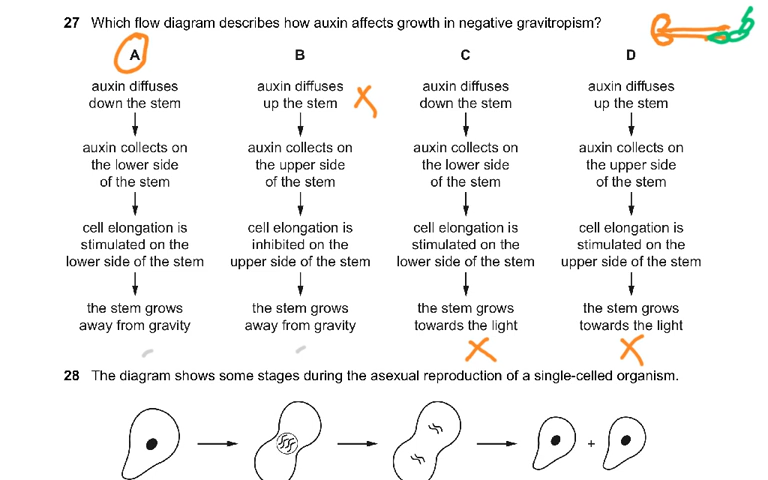 27 Which flow diagram describes how auxin affects growth in negative gravitropism?
A B C D
auxin diffuses
down the stem
auxin collects on
the lower side
of the stem
cell elongation is
stimulated on the
lower side of the stem
the stem grows
away from gravity
auxin diffuses
up the stem
auxin collects on
the upper side
of the stem
cell elongation is
inhibited on the
upper side of the stem
the stem grows
away from gravity
auxin diffuses
down the stem
auxin collects on
the lower side
of the stem
cell elongation is
stimulated on the
lower side of the stem
the stem grows
towards the light
auxin diffuses
up the stem
auxin collects on
the upper side
of the stem
cell elongation is
stimulated on the
upper side of the stem
the stem grows
towards the light
28 The diagram shows some stages during the asexual reproduction of a single-celled organism.
+